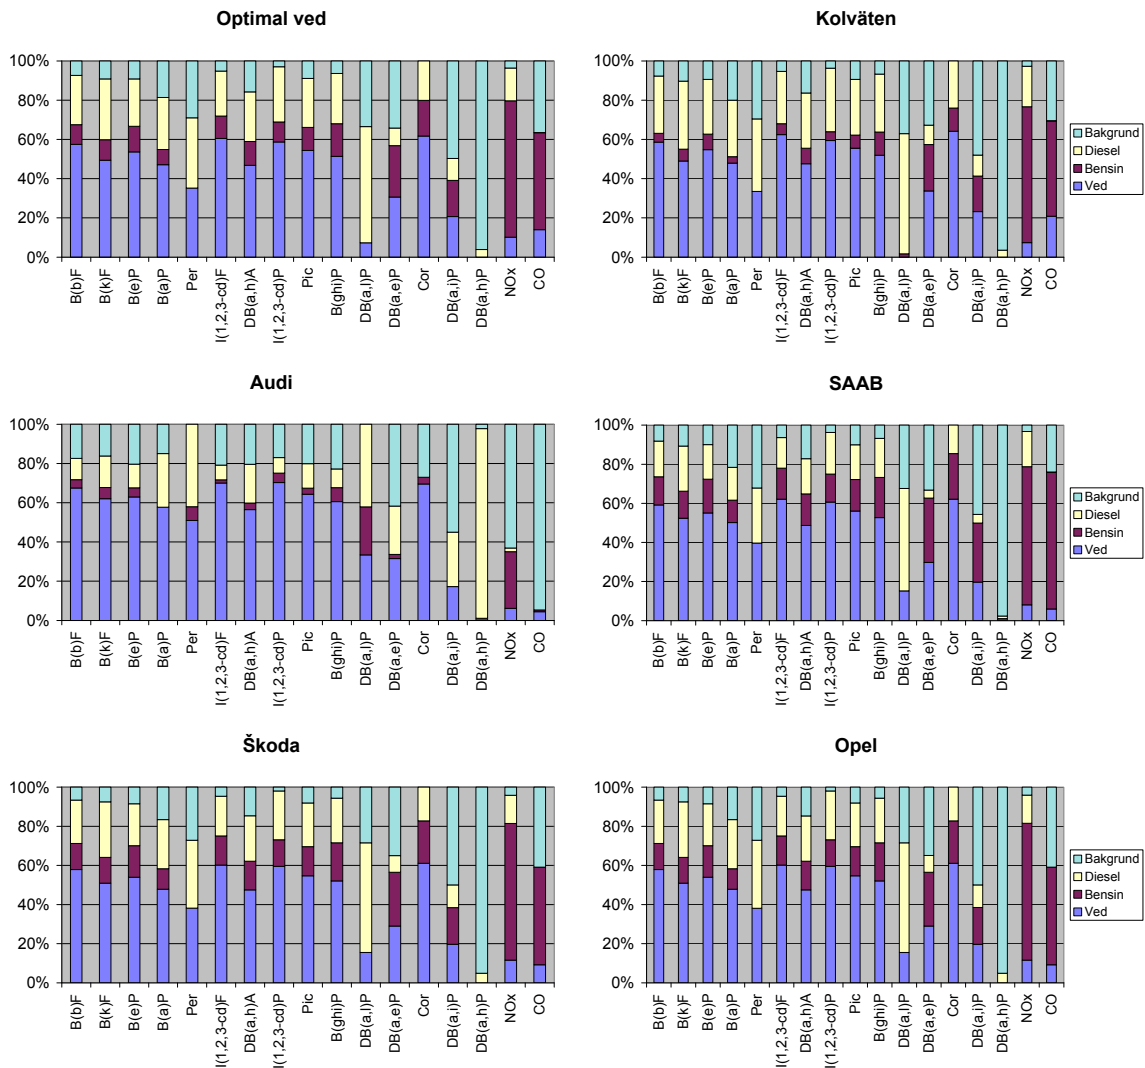 Optimal ved
100%
80%
60%
40%
20%
0%
B(b)F
B(k)F
B(e)P
B(a)P
Per
I(1,2,3-cd)F
DB(a,h)A
I(1,2,3-cd)P
Pic
B(ghi)P
DB(a,l)P
DB(a,e)P
Cor
DB(a,i)P
DB(a,h)P
NOx
CO
Kolväten
100%
80%
60%
40%
20%
0%
B(b)F
B(k)F
B(e)P
B(a)P
Per
I(1,2,3-cd)F
DB(a,h)A
I(1,2,3-cd)P
Pic
B(ghi)P
DB(a,l)P
DB(a,e)P
Cor
DB(a,i)P
DB(a,h)P
NOx
CO
Bakgrund
Diesel
Bensin
Ved
Audi
100%
80%
60%
40%
20%
0%
B(b)F
B(k)F
B(e)P
B(a)P
Per
I(1,2,3-cd)F
DB(a,h)A
I(1,2,3-cd)P
Pic
B(ghi)P
DB(a,l)P
DB(a,e)P
Cor
DB(a,i)P
DB(a,h)P
NOx
CO
SAAB
100%
80%
60%
40%
20%
0%
B(b)F
B(k)F
B(e)P
B(a)P
Per
I(1,2,3-cd)F
DB(a,h)A
I(1,2,3-cd)P
Pic
B(ghi)P
DB(a,l)P
DB(a,e)P
Cor
DB(a,i)P
DB(a,h)P
NOx
CO
Bakgrund
Diesel
Bensin
Ved
Škoda
100%
80%
60%
40%
20%
0%
B(b)F
B(k)F
B(e)P
B(a)P
Per
I(1,2,3-cd)F
DB(a,h)A
I(1,2,3-cd)P
Pic
B(ghi)P
DB(a,l)P
DB(a,e)P
Cor
DB(a,i)P
DB(a,h)P
NOx
CO
Opel
100%
80%
60%
40%
20%
0%
B(b)F
B(k)F
B(e)P
B(a)P
Per
I(1,2,3-cd)F
DB(a,h)A
I(1,2,3-cd)P
Pic
B(ghi)P
DB(a,l)P
DB(a,e)P
Cor
DB(a,i)P
DB(a,h)P
NOx
CO
Bakgrund
Diesel
Bensin
Ved